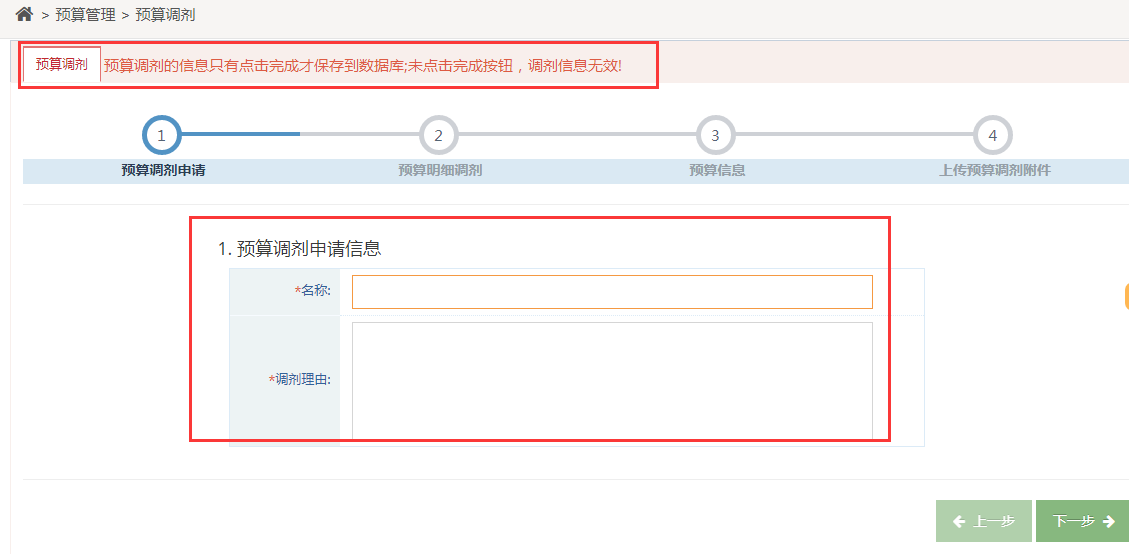 > 预算管理 > 预算调剂
预算调剂 预算调剂的信息只有点击完成才保存到数据库;未点击完成按钮，调剂信息无效!
1 2 3 4
预算调剂申请 预算明细调剂 预算信息 上传预算调剂附件
1. 预算调剂申请信息
*名称:
*调剂理由:
上一步 下一步